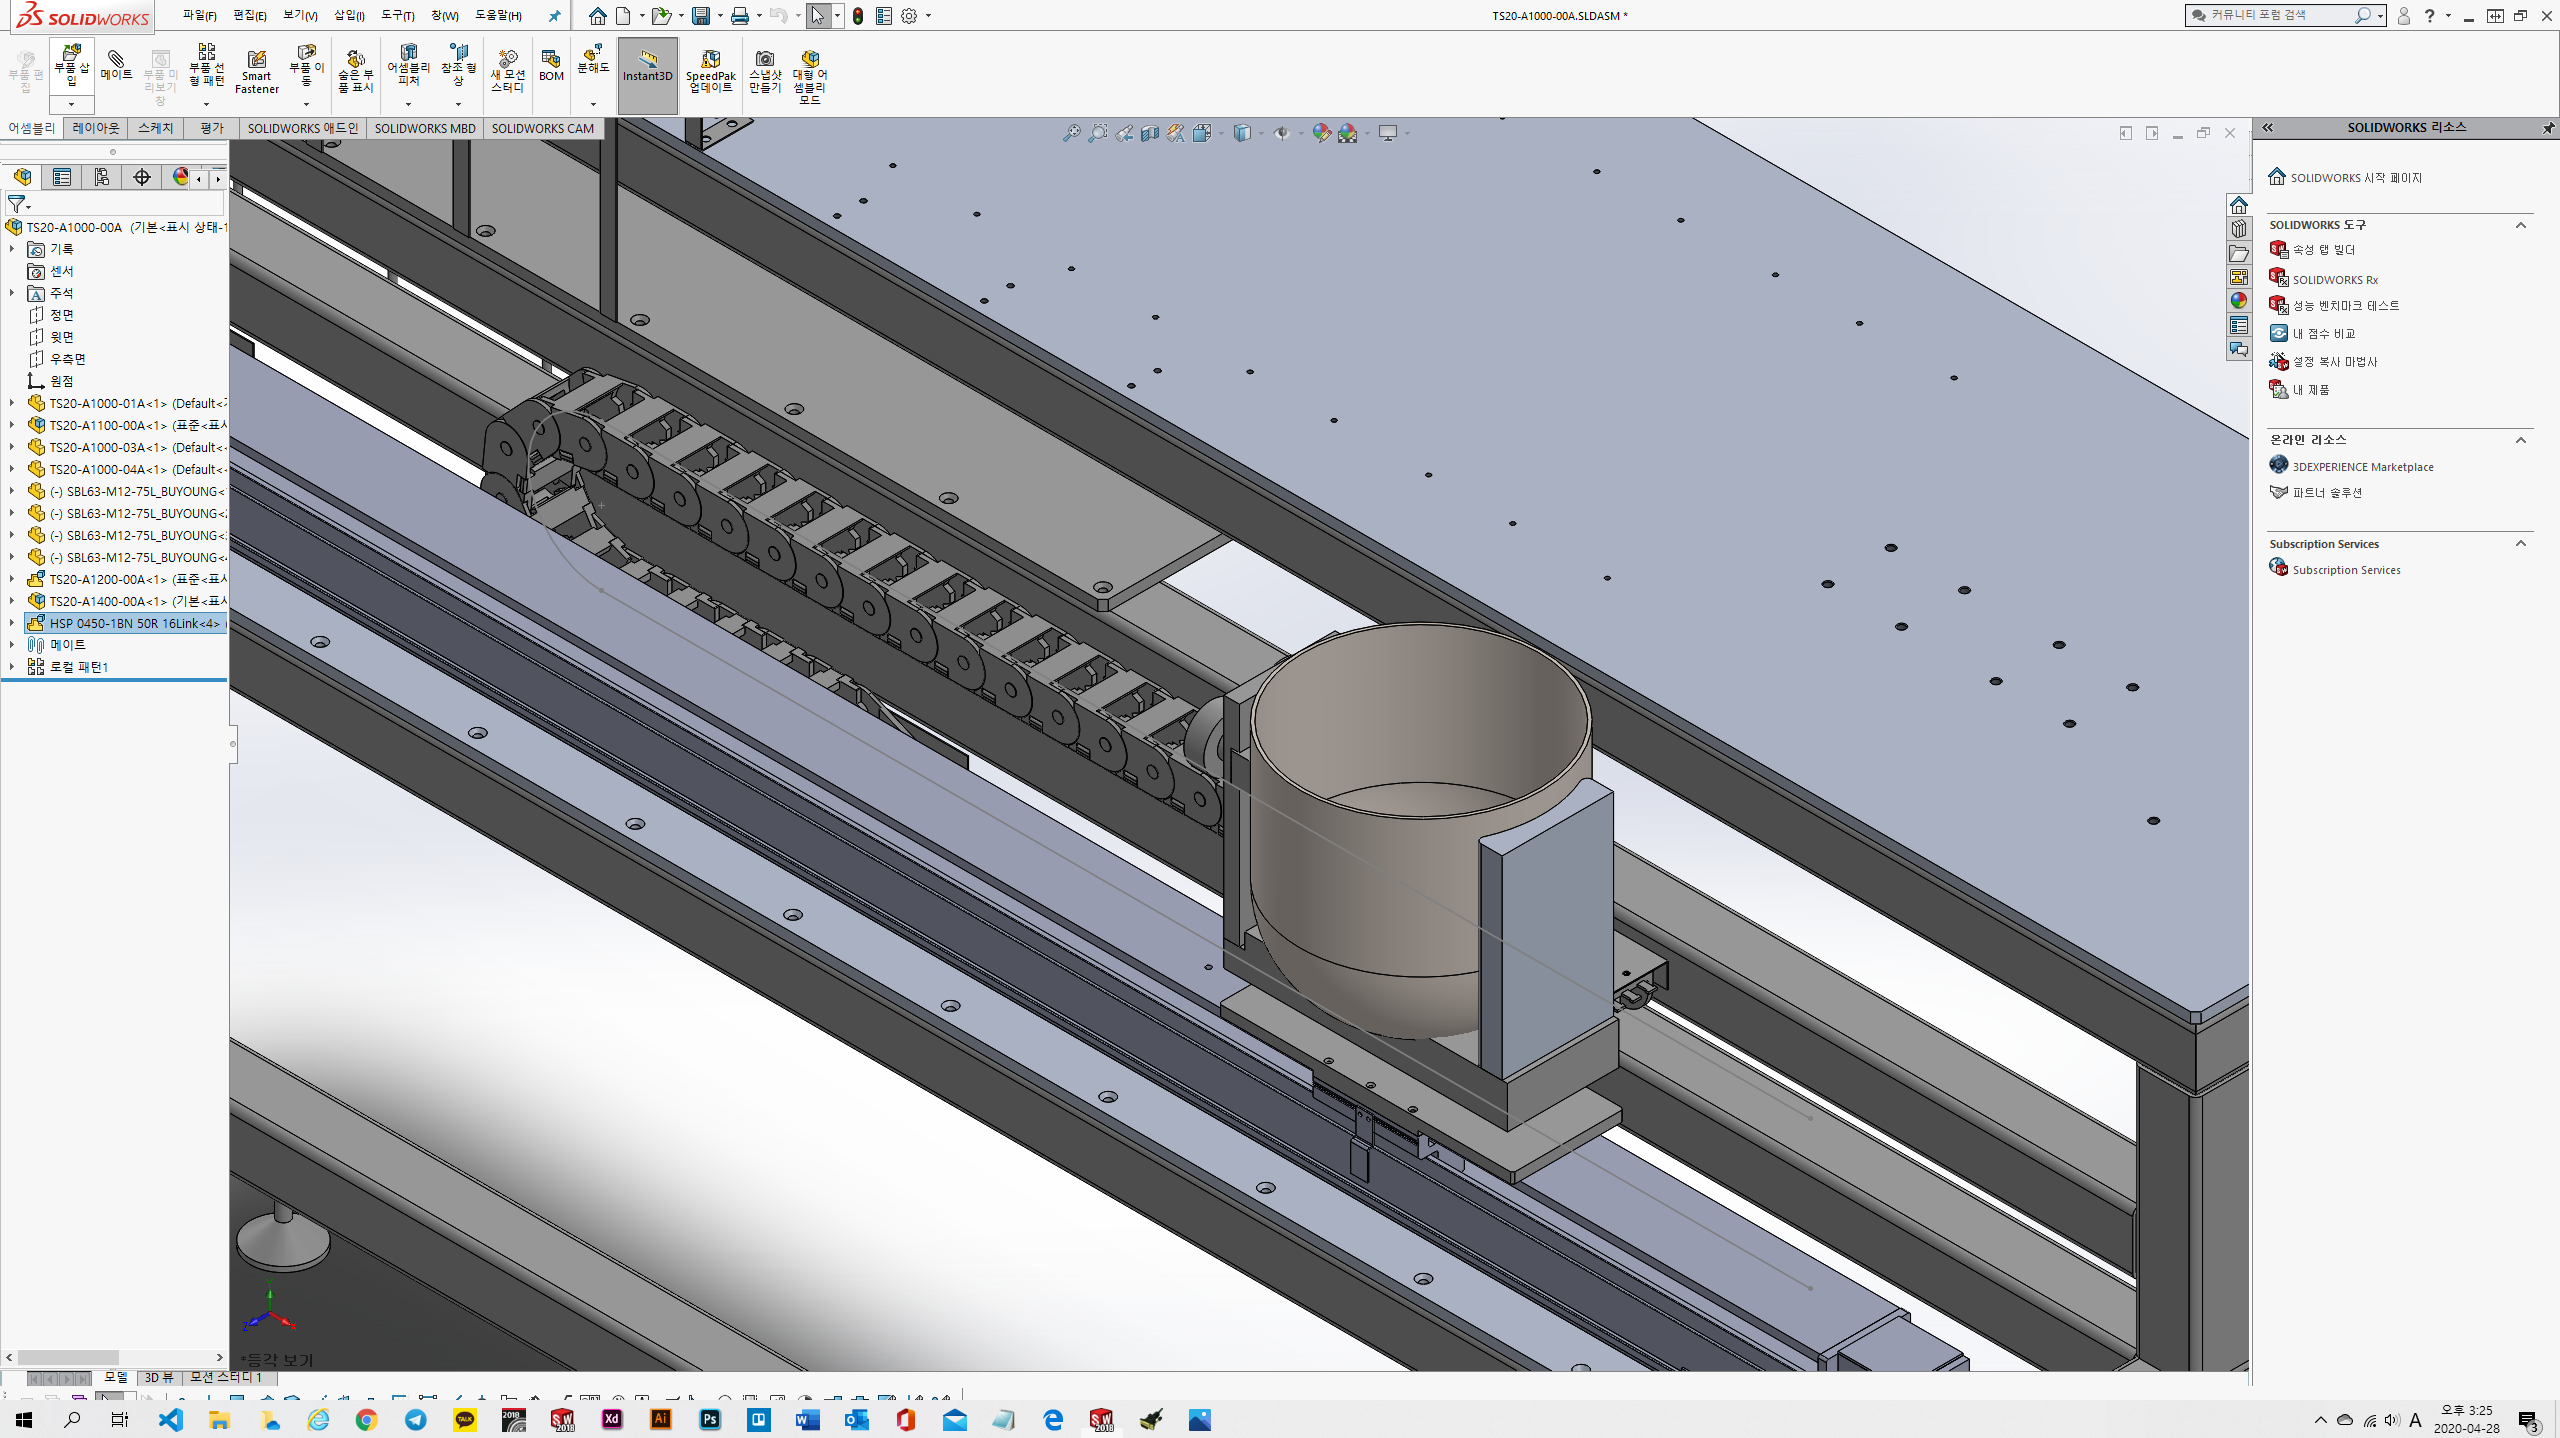 SOLIDWORKS
파일(F) 편집(E) 보기(V) 삽입(I) 도구(T) 창(W) 도움말(H)
TS20-A1000-00A.SLDASM *
커뮤니티 포럼 검색
부품 편집
부품 삽입
메이트
부품 미리보기 창
부품 선형 패턴
Smart Fastener
부품 이동
숨은 부품 표시
어셈블리 피처
참조 형상
새 모션 스터디
BOM
분해도
Instant3D
SpeedPak 업데이트
스냅샷 만들기
대형 어셈블리 모드
어셈블리 레이아웃 스케치 평가 SOLIDWORKS 애드인 SOLIDWORKS MBD SOLIDWORKS CAM
TS20-A1000-00A (기본<표시 상태-1
기록
센서
주석
정면
윗면
우측면
원점
TS20-A1000-01A<1> (Default<
TS20-A1100-00A<1> (표준<표시
TS20-A1000-03A<1> (Default<
TS20-A1000-04A<1> (Default<
(-) SBL63-M12-75L_BUYOUNG<
(-) SBL63-M12-75L_BUYOUNG<
(-) SBL63-M12-75L_BUYOUNG<
(-) SBL63-M12-75L_BUYOUNG<
TS20-A1200-00A<1> (표준<표시
TS20-A1400-00A<1> (기본<표시
HSP 0450-1BN 50R 16Link<4> (
메이트
로컬 패턴1
SOLIDWORKS 리소스
SOLIDWORKS 시작 페이지
SOLIDWORKS 도구
속성 탭 빌더
SOLIDWORKS Rx
성능 벤치마크 테스트
내 점수 비교
설정 복사 마법사
내 제품
온라인 리소스
3DEXPERIENCE Marketplace
파트너 솔루션
Subscription Services
Subscription Services
Y
Z
X
*등각 보기
모델 3D 뷰 모션 스터디 1
A
오후 3:25
2020-04-28
3